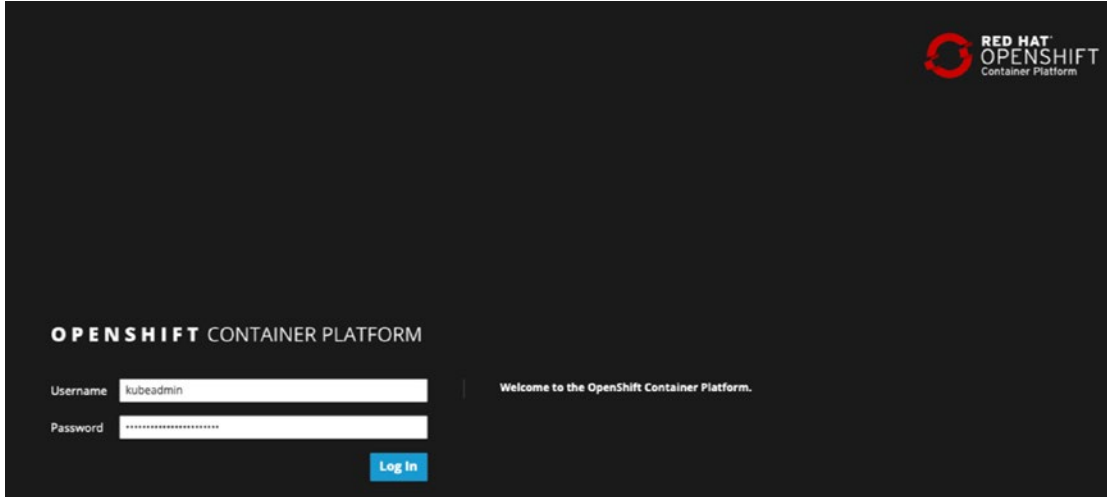 RED HAT
OPENSHIFT
Container Platform
OPENSHIFT CONTAINER PLATFORM
Username kubeadmin
Welcome to the OpenShift Container Platform.
Password
Log In